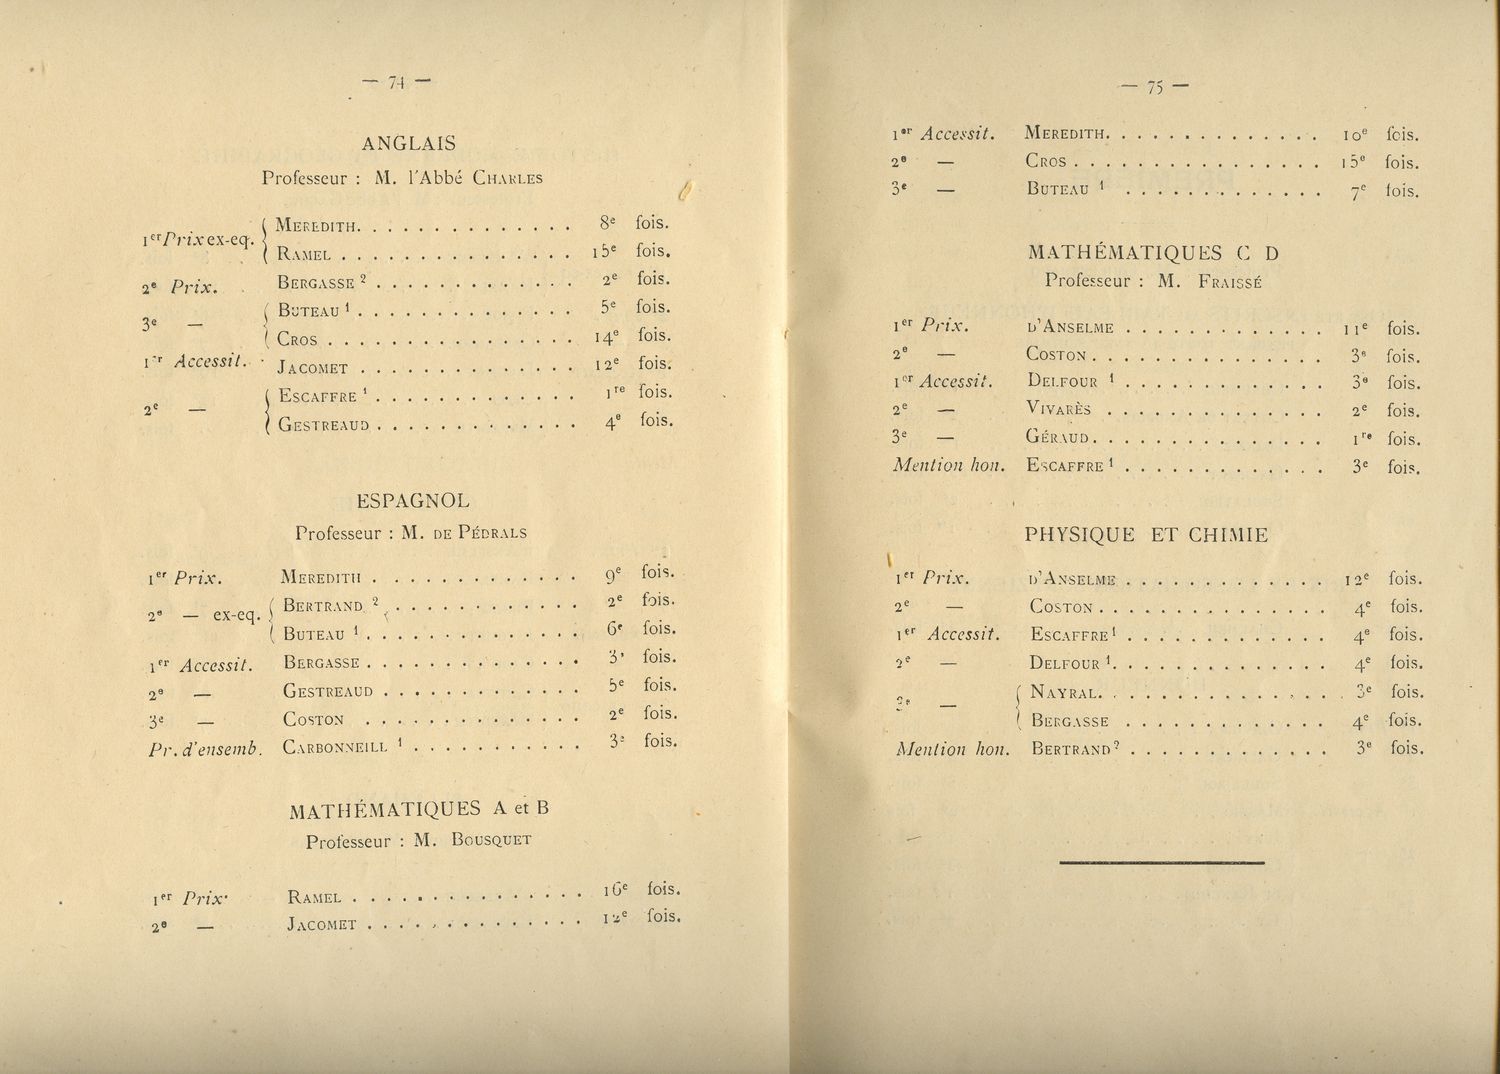 — 74 —
ANGLAIS
Professeur : M. l'Abbé CHARLES
1er Prix ex-eq. { MEREDITH. . . . . . . . . . . . . . 8e fois.
RAMEL . . . . . . . . . . . . . . . 15e fois.
2e Prix. BERGASSE 2 . . . . . . . . . . . . . 2e fois.
3e — { BUTEAU 1 . . . . . . . . . . . . . . 5e fois.
CROS . . . . . . . . . . . . . . . . 14e fois.
1er Accessit. JACOMET . . . . . . . . . . . . . . 12e fois.
2e — { ESCAFFRE 1 . . . . . . . . . . . . . 1re fois.
GESTREAUD . . . . . . . . . . . . . 4e fois.
ESPAGNOL
Professeur : M. DE PÉDRALS
1er Prix. MEREDITH . . . . . . . . . . . . 9e fois.
2e — ex-eq. { BERTRAND 2 . . . . . . . . . . . . 2e fois.
BUTEAU 1 . . . . . . . . . . . . . . 6e fois.
1er Accessit. BERGASSE . . . . . . . . . . . . . . 3e fois.
2e — GESTREAUD . . . . . . . . . . . . . 5e fois.
3e — COSTON . . . . . . . . . . . . . . 2e fois.
Pr. d'ensemb. CARBONNEILL 1 . . . . . . . . . . . 3e fois.
MATHÉMATIQUES A et B
Professeur : M. BOUSQUET
1er Prix. RAMEL . . . . . . . . . . . . . . . 16e fois.
2e — JACOMET . . . . . . . . . . . . . . 12e fois.
— 75 —
1er Accessit. MEREDITH. . . . . . . . . . . . . . 10e fois.
2e — CROS . . . . . . . . . . . . . . . . 15e fois.
3e — BUTEAU 1 . . . . . . . . . . . . . 7e fois.
MATHÉMATIQUES C D
Professeur : M. FRAISSÉ
1er Prix. D'ANSELME . . . . . . . . . . . . . 11e fois.
2e — COSTON . . . . . . . . . . . . . . . 3e fois.
1er Accessit. DELFOUR 1 . . . . . . . . . . . . . 3e fois.
2e — VIVARÈS . . . . . . . . . . . . . . 2e fois.
3e — GÉRAUD. . . . . . . . . . . . . . . 1re fois.
Mention hon. ESCAFFRE 1 . . . . . . . . . . . . . 3e fois.
PHYSIQUE ET CHIMIE
1er Prix. D'ANSELME . . . . . . . . . . . . . 12e fois.
2e — COSTON . . . . . . . . . . . . . . 4e fois.
1er Accessit. ESCAFFRE 1 . . . . . . . . . . . . . 4e fois.
2e — DELFOUR 1. . . . . . . . . . . . . . 4e fois.
3e — { NAYRAL. . . . . . . . . . . . . . . 3e fois.
BERGASSE . . . . . . . . . . . . . 4e fois.
Mention hon. BERTRAND 2 . . . . . . . . . . . . . 3e fois.